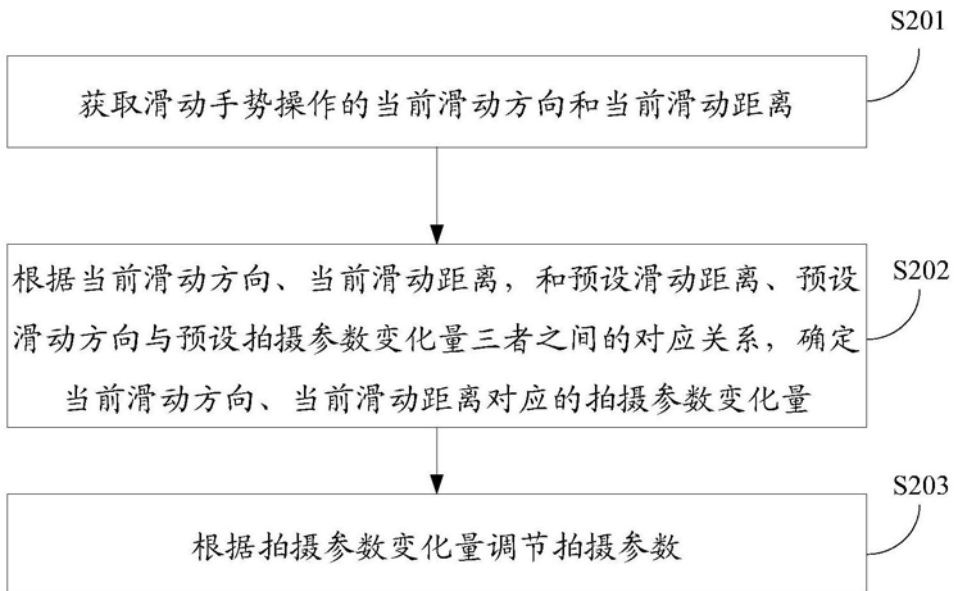 S201
获取滑动手势操作的当前滑动方向和当前滑动距离
S202
根据当前滑动方向、当前滑动距离，和预设滑动距离、预设
滑动方向与预设拍摄参数变化量三者之间的对应关系，确定
当前滑动方向、当前滑动距离对应的拍摄参数变化量
S203
根据拍摄参数变化量调节拍摄参数